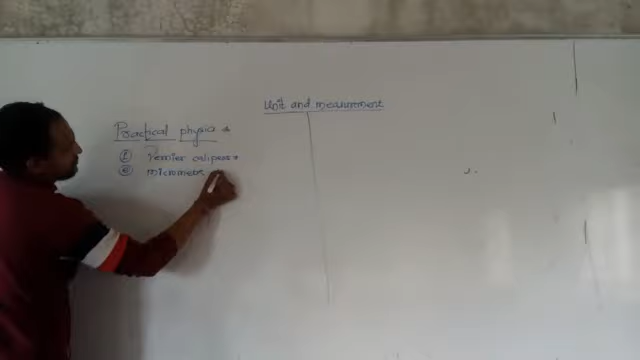 Unit and measurement
Practical physics
① Vernier calipers
② micrometer